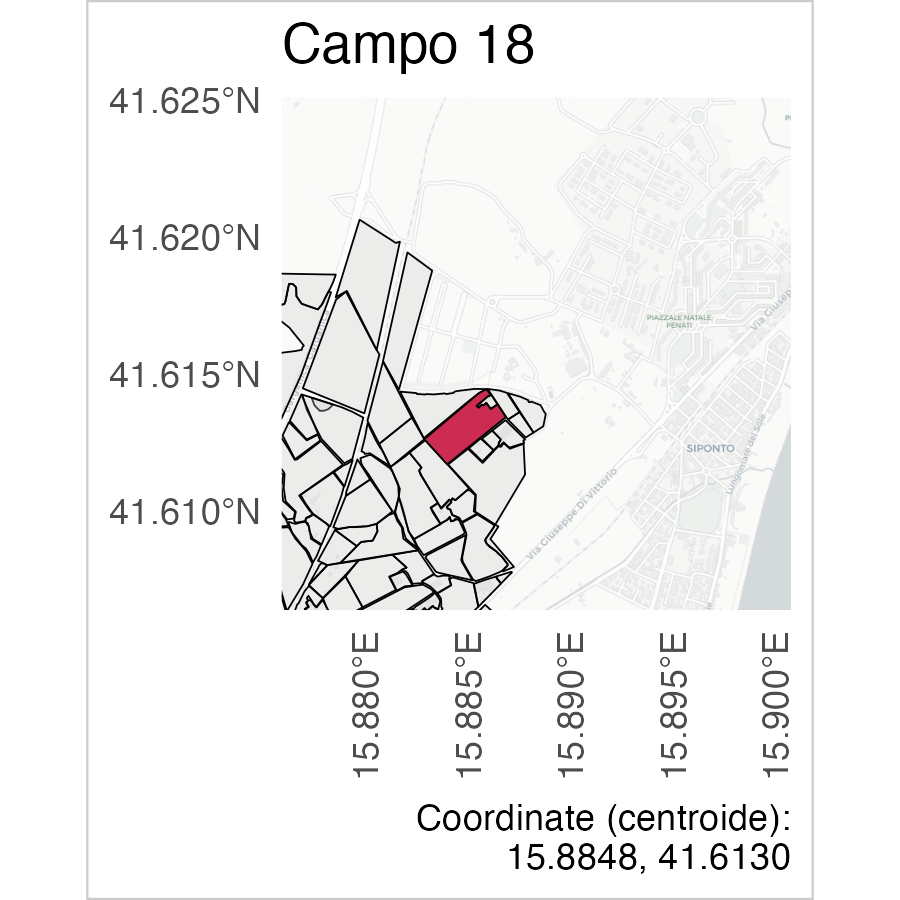 Campo 18
41.625°N
41.620°N
41.615°N
41.610°N
PIAZZALE NATALE
PENATI
Via Giusep
SIPONTO
Lungomare del Sole
Via Giuseppe Di Vittorio
15.880°E
15.885°E
15.890°E
15.895°E
15.900°E
Coordinate (centroide):
15.8848, 41.6130